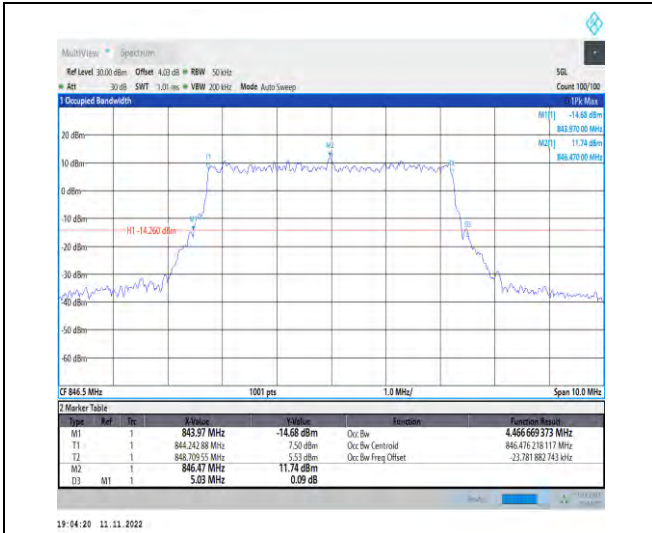 MultiView Spectrum
Ref Level 30.00 dBm Offset 4.03 dB RBW 50 kHz SGL
Att 30 dB SWT 1.01 ms VBW 200 kHz Mode Auto Sweep Count 100/100
1 Occupied Bandwidth 1Pk Max
M1[1] -14.68 dBm
843.970 00 MHz
M2[1] 11.74 dBm
846.470 00 MHz
20 dBm
M2
T1
10 dBm
0 dBm
-10 dBm
M1
D3
H1 -14.260 dBm
-20 dBm
-30 dBm
-40 dBm
-50 dBm
-60 dBm
CF 846.5 MHz 1001 pts 1.0 MHz/ Span 10.0 MHz
2 Marker Table
Type Ref Trc X-Value Y-Value Function Function Result
M1 1 843.97 MHz -14.68 dBm Occ Bw 4.466 669 373 MHz
T1 1 844.242 88 MHz 7.50 dBm Occ Bw Centroid 846.476 218 117 MHz
T2 1 848.709 55 MHz 5.53 dBm Occ Bw Freq Offset -23.781 882 743 kHz
M2 1 846.47 MHz 11.74 dBm
D3 M1 1 5.03 MHz 0.09 dB
19:04:20 11.11.2022